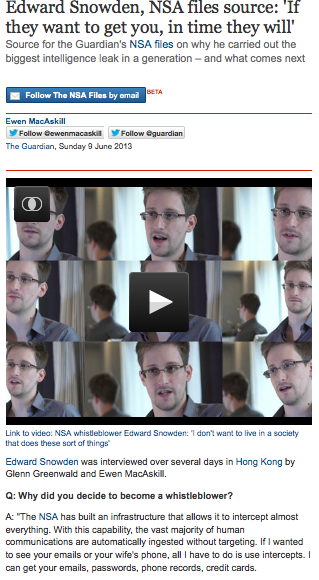 Edward Snowden, NSA files source: 'If
they want to get you, in time they will'
Source for the Guardian's NSA files on why he carried out the
biggest intelligence leak in a generation – and what comes next
Follow The NSA Files by email BETA
Ewen MacAskill
Follow @ewenmacaskill Follow @guardian
The Guardian, Sunday 9 June 2013
Link to video: NSA whistleblower Edward Snowden: 'I don't want to live in a society
that does these sort of things'
Edward Snowden was interviewed over several days in Hong Kong by
Glenn Greenwald and Ewen MacAskill.
Q: Why did you decide to become a whistleblower?
A: "The NSA has built an infrastructure that allows it to intercept almost
everything. With this capability, the vast majority of human
communications are automatically ingested without targeting. If I wanted
to see your emails or your wife's phone, all I have to do is use intercepts. I
can get your emails, passwords, phone records, credit cards.